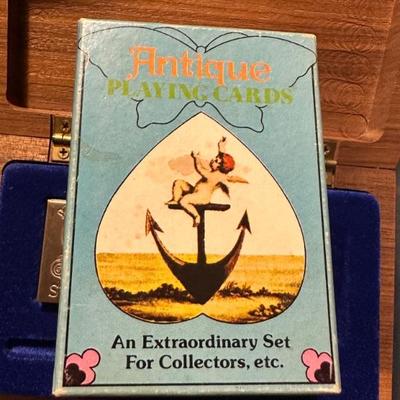 Antique
PLAYING CARDS
An Extraordinary Set
For Collectors, etc.